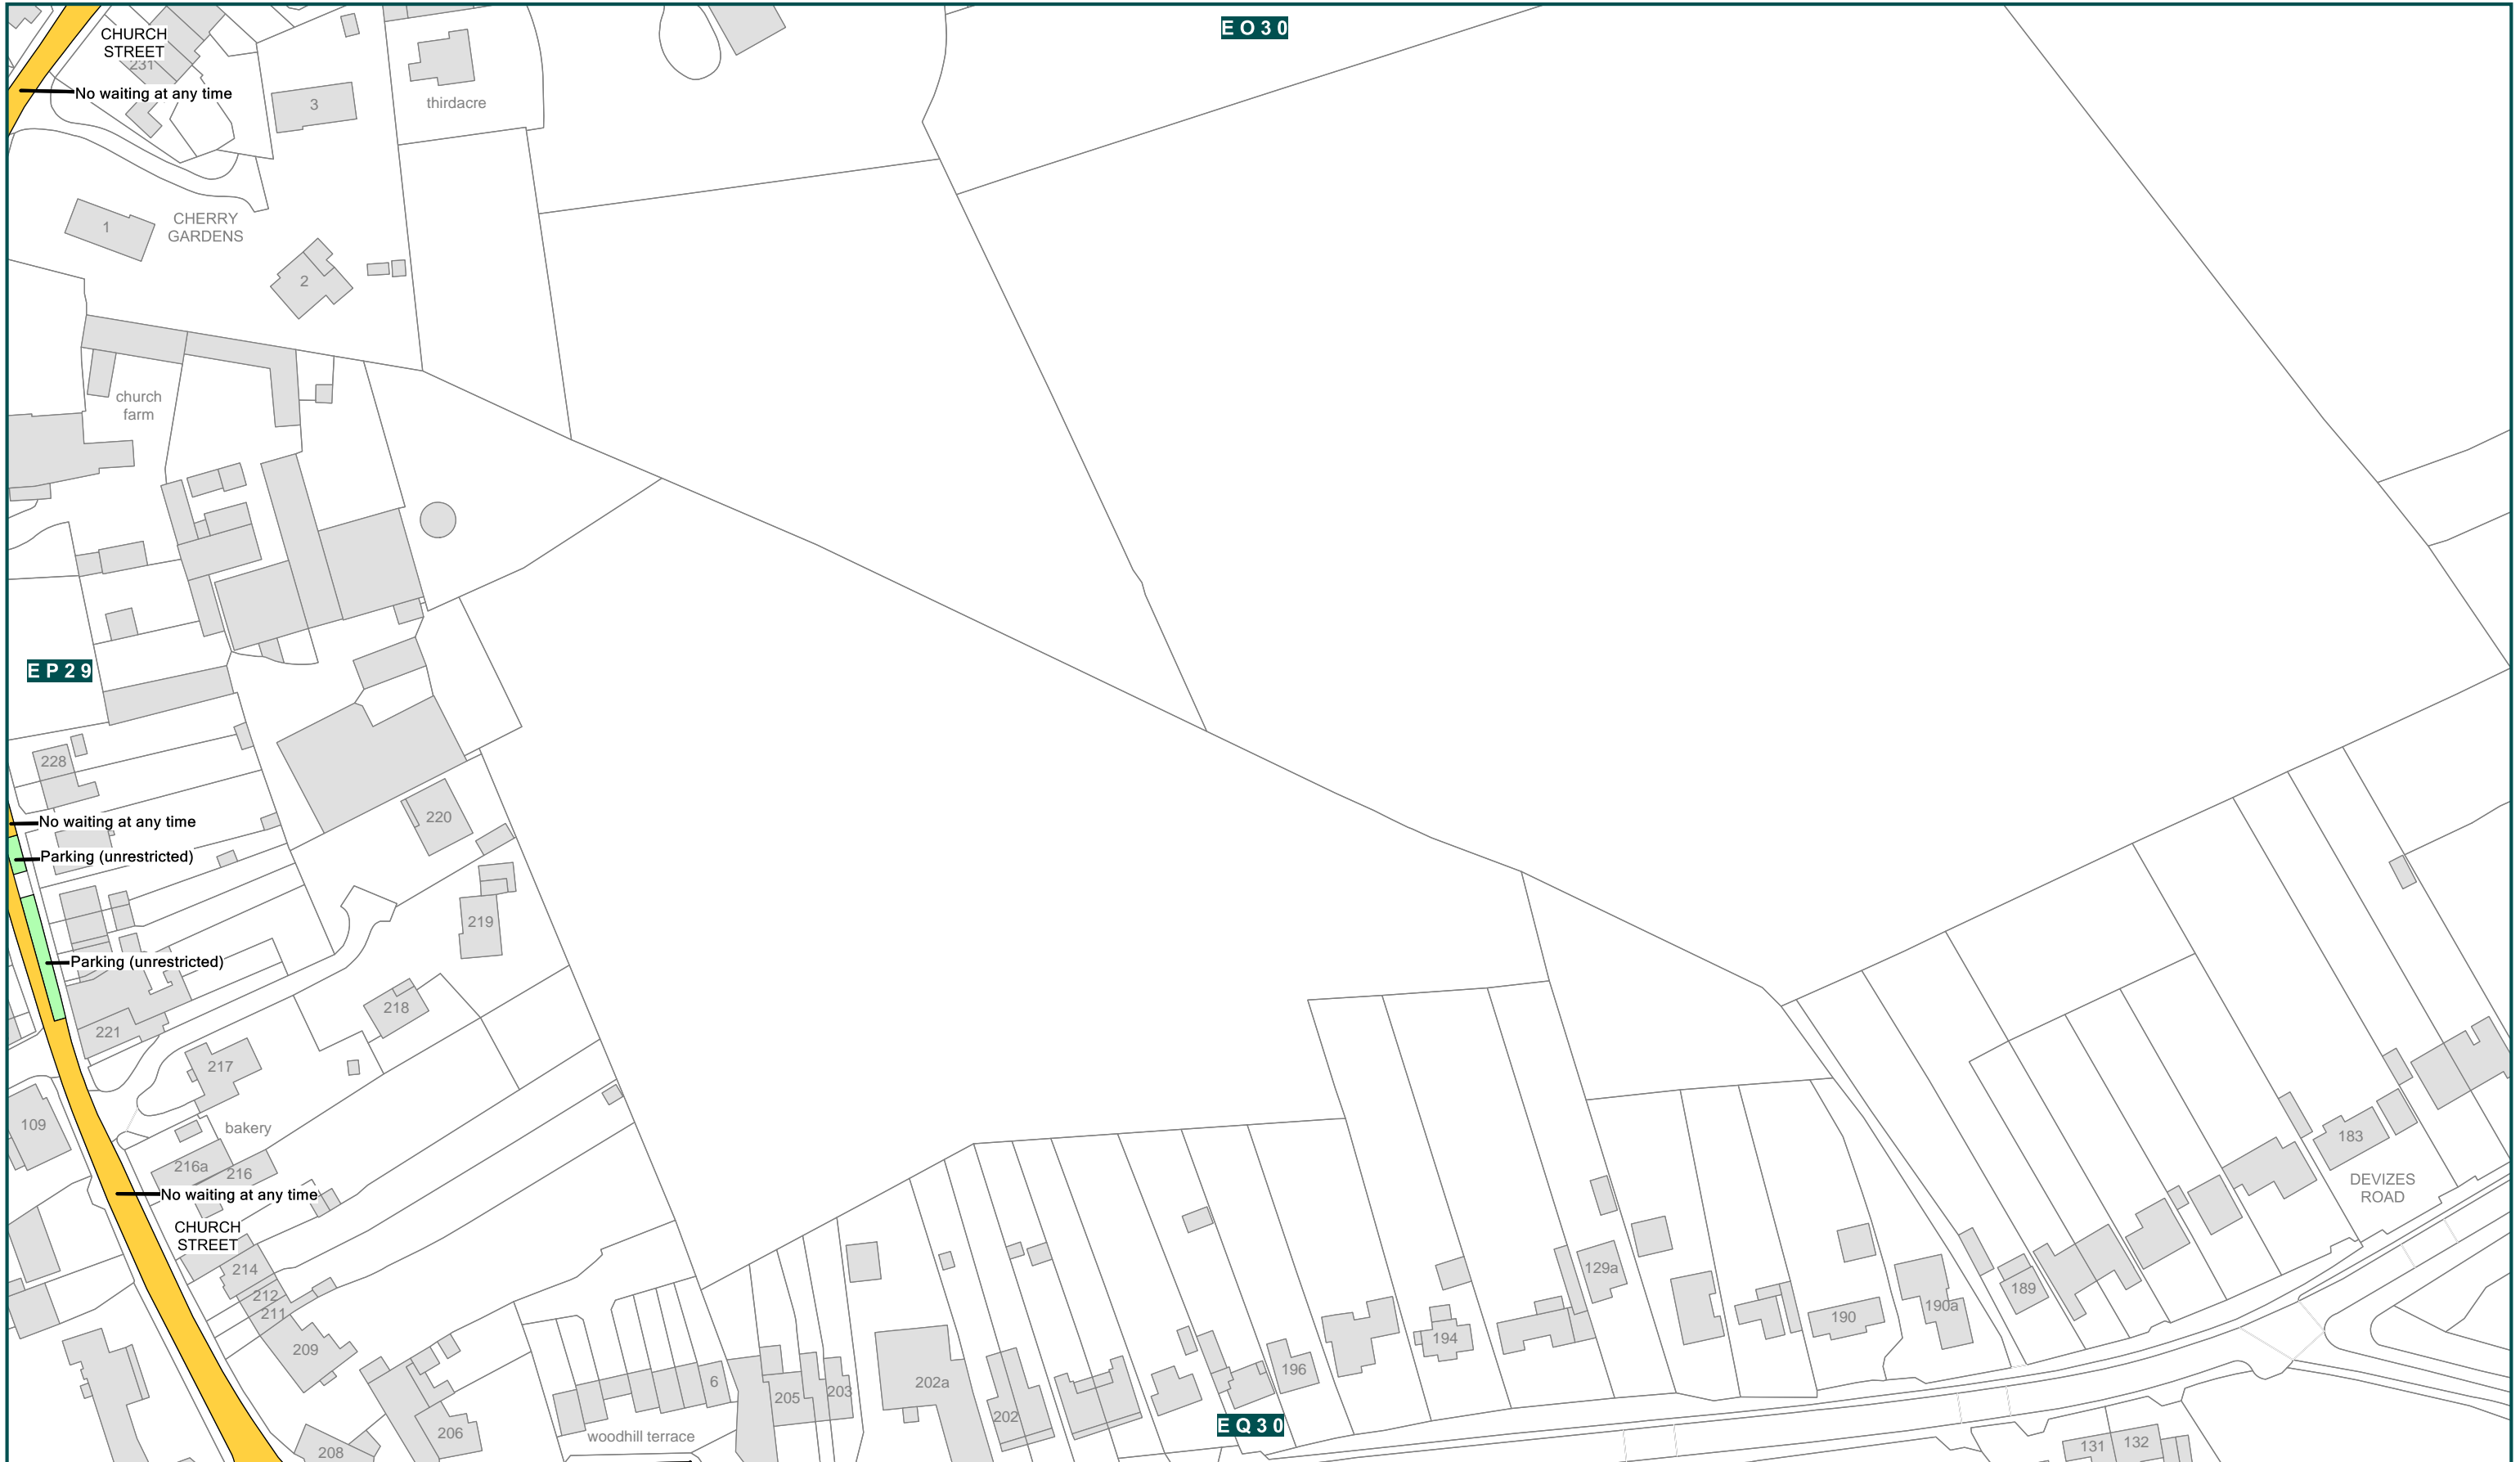 EO30
CHURCH
STREET
231
No waiting at any time
3
thirdacre
1
CHERRY
GARDENS
2
church
farm
EP29
228
No waiting at any time
220
Parking (unrestricted)
219
Parking (unrestricted)
218
221
217
109
bakery
216a
216
No waiting at any time
183
DEVIZES
ROAD
CHURCH
STREET
214
129a
189
212
211
190
190a
209
194
196
6
205
203
202a
202
EQ30
206
woodhill terrace
208
131
132